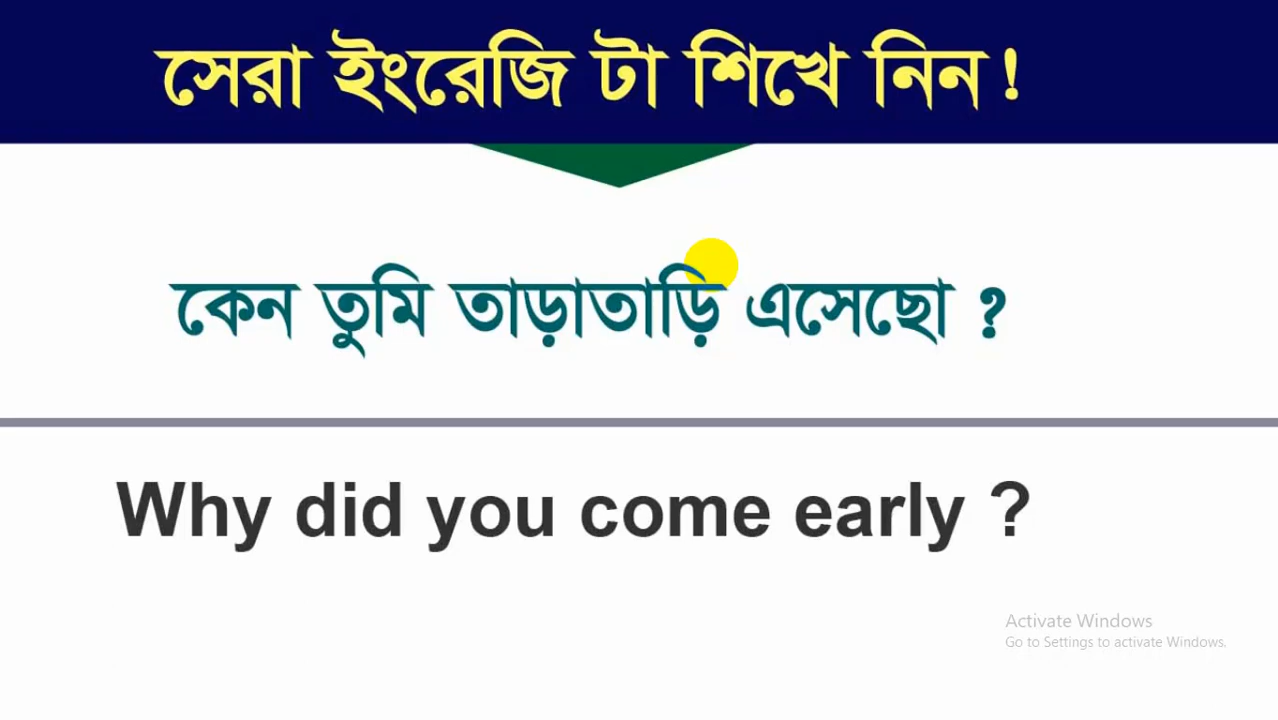 সেরা ইংরেজি টা শিখে নিন!
কেন তুমি তাড়াতাড়ি এসেছো ?
Why did you come early ?
Activate Windows
Go to Settings to activate Windows.